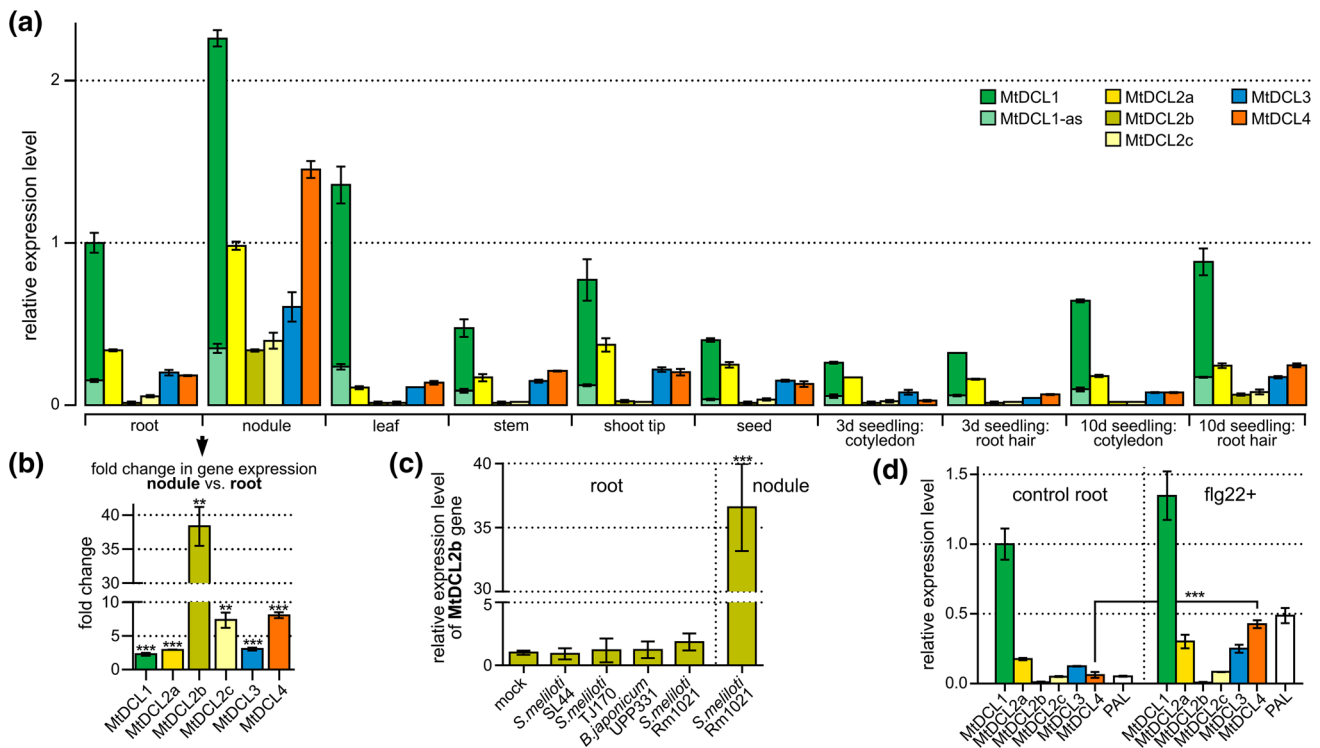 (a)
relative expression level
2
1
0
MtDCL1
MtDCL1-as
MtDCL2a
MtDCL2b
MtDCL2c
MtDCL3
MtDCL4
root
nodule
leaf
stem
shoot tip
seed
3d seedling:
cotyledon
3d seedling:
root hair
10d seedling:
cotyledon
10d seedling:
root hair
(b)
fold change in gene expression
nodule vs. root
fold change
40
35
30
10
5
0
***
***
**
**
***
***
MtDCL1
MtDCL2a
MtDCL2b
MtDCL2c
MtDCL3
MtDCL4
(c)
relative expression level
of MtDCL2b gene
40
35
30
5
0
root
nodule
***
mock
S.meliloti
SL44
S.meliloti
TJ170
B.japonicum
UPP331
S.meliloti
Rm1021
S.meliloti
Rm1021
(d)
relative expression level
1.5
1.0
0.5
0.0
control root
flg22+
***
MtDCL1
MtDCL2a
MtDCL2b
MtDCL2c
MtDCL3
MtDCL4
PAL
MtDCL1
MtDCL2a
MtDCL2b
MtDCL2c
MtDCL3
MtDCL4
PAL